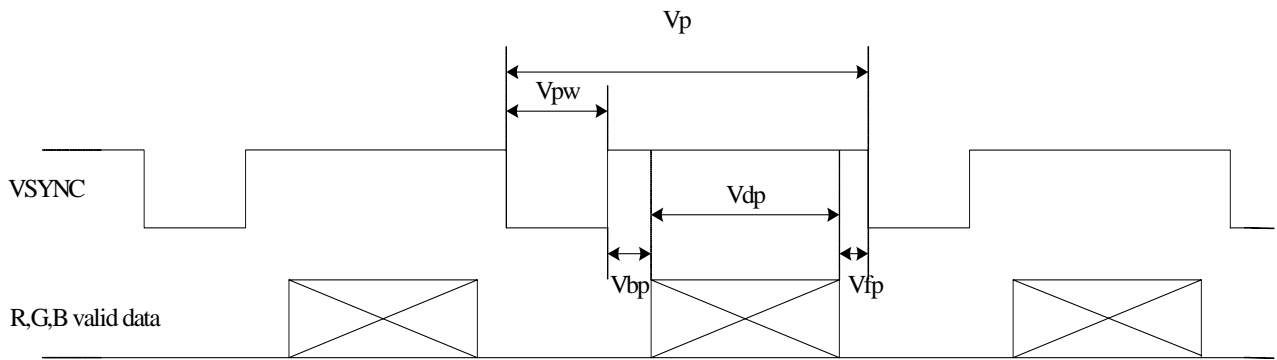 Vp
Vpw
VSYNC
Vdp
Vbp
Vfp
R,G,B valid data